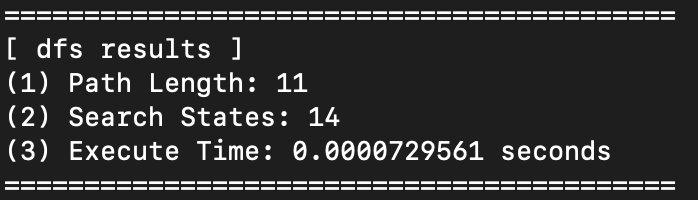 ==========================================
[ dfs results ]
(1) Path Length: 11
(2) Search States: 14
(3) Execute Time: 0.0000729561 seconds
==========================================